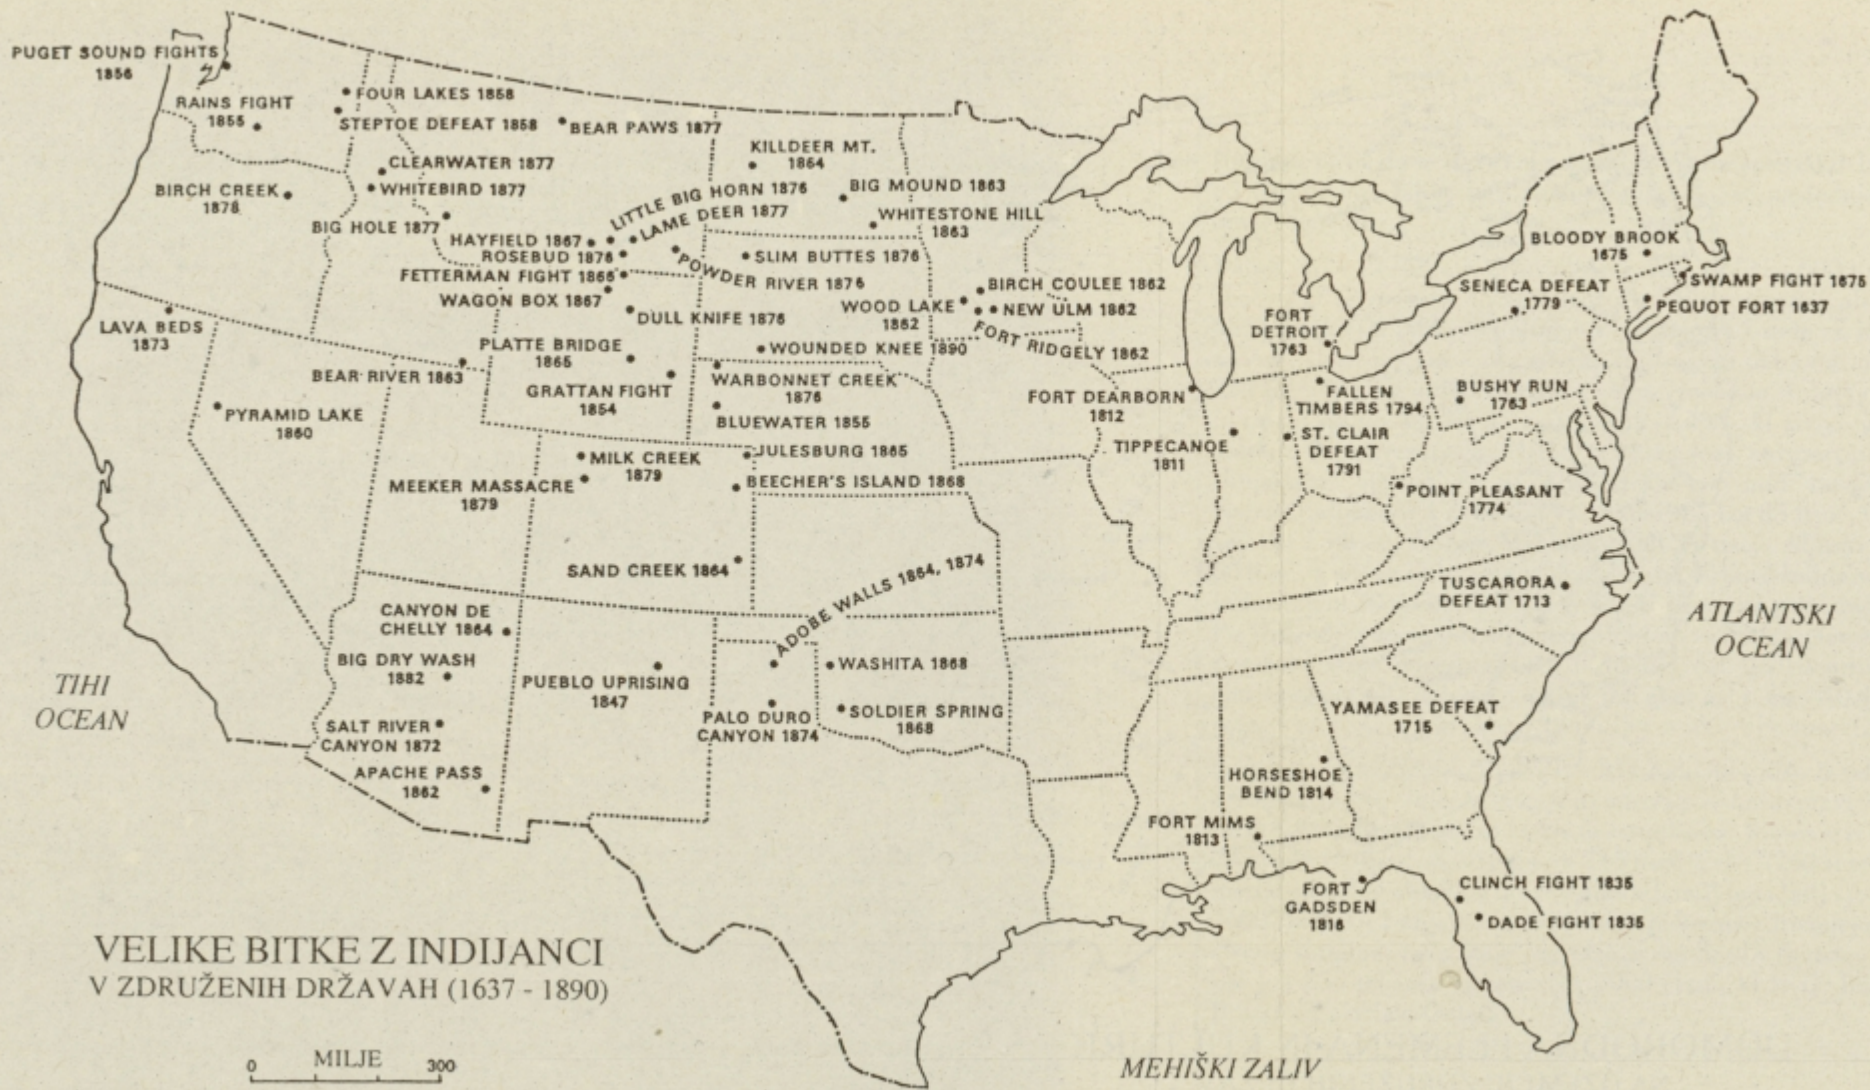 PUGET SOUND FIGHTS
1856
RAINS FIGHT
1855
FOUR LAKES 1858
STEPTOE DEFEAT 1858
BEAR PAWS 1877
KILLDEER MT.
1864
CLEARWATER 1877
WHITEBIRD 1877
BIRCH CREEK
1878
BIG HOLE 1877
LITTLE BIG HORN 1876
LAME DEER 1877
BIG MOUND 1863
WHITESTONE HILL
1863
HAYFIELD 1867
ROSEBUD 1876
FETTERMAN FIGHT 1866
WAGON BOX 1867
POWDER RIVER 1876
SLIM BUTTES 1876
DULL KNIFE 1876
BIRCH COULEE 1862
WOOD LAKE
1862
NEW ULM 1862
FORT RIDGELY 1862
LAVA BEDS
1873
PLATTE BRIDGE
1865
WOUNDED KNEE 1890
BEAR RIVER 1863
GRATTAN FIGHT
1854
WARBONNET CREEK
1876
BLUEWATER 1855
PYRAMID LAKE
1860
FORT
DETROIT
1763
FORT DEARBORN
1812
FALLEN
TIMBERS 1794
TIPPECANOE
1811
ST. CLAIR
DEFEAT
1791
BLOODY BROOK
1675
SWAMP FIGHT 1675
SENECA DEFEAT
1779
PEQUOT FORT 1637
BUSHY RUN
1763
POINT PLEASANT
1774
MILK CREEK
1879
MEEKER MASSACRE
1879
JULESBURG 1865
BEECHER'S ISLAND 1868
SAND CREEK 1864
ADOBE WALLS 1864, 1874
CANYON DE
CHELLY 1864
BIG DRY WASH
1882
PUEBLO UPRISING
1847
WASHITA 1868
SALT RIVER
CANYON 1872
PALO DURO
CANYON 1874
SOLDIER SPRING
1868
APACHE PASS
1862
TUSCARORA
DEFEAT 1713
YAMASEE DEFEAT
1715
HORSESHOE
BEND 1814
FORT MIMS
1813
FORT
GADSDEN
1816
CLINCH FIGHT 1835
DADE FIGHT 1835
TIHI
OCEAN
ATLANTSKI
OCEAN
MEHIŠKI ZALIV
VELIKE BITKE Z INDIJANCI
V ZDRUŽENIH DRŽAVAH (1637 - 1890)
0 MILJE 300